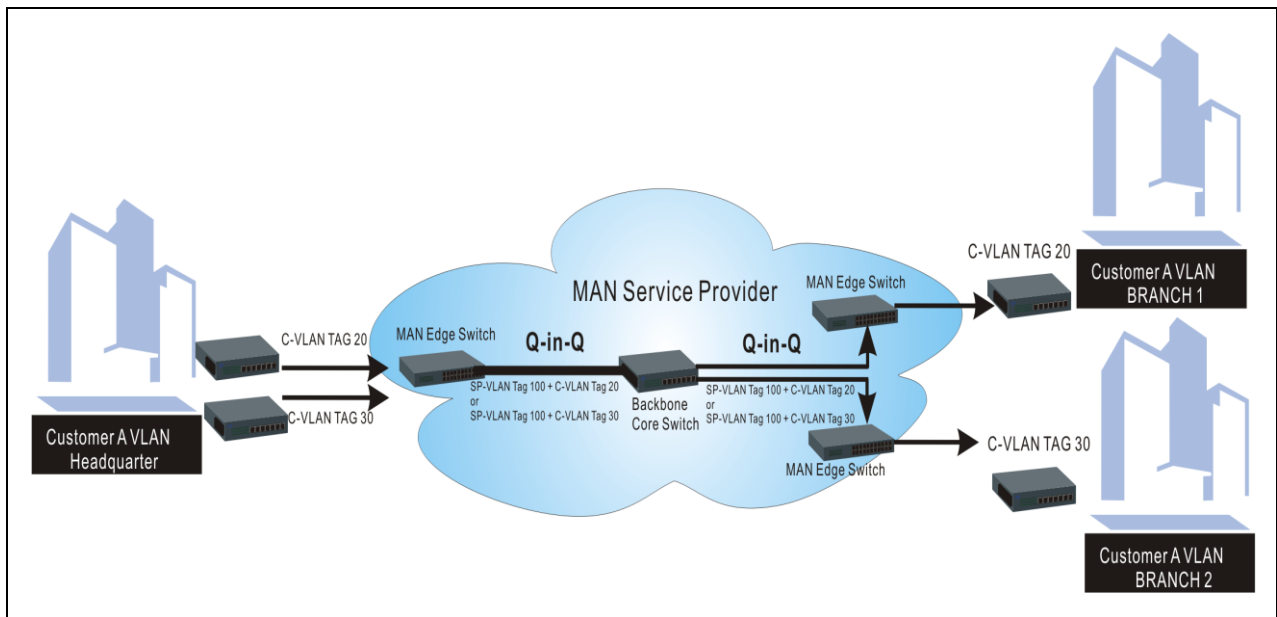 C-VLAN TAG 20
C-VLAN TAG 30
Customer A VLAN
Headquarter
MAN Service Provider
MAN Edge Switch
Q-in-Q
SP-VLAN Tag 100 + C-VLAN Tag 20
or
SP-VLAN Tag 100 + C-VLAN Tag 30
Backbone
Core Switch
Q-in-Q
SP-VLAN Tag 100 + C-VLAN Tag 20
or
SP-VLAN Tag 100 + C-VLAN Tag 30
MAN Edge Switch
MAN Edge Switch
C-VLAN TAG 20
Customer A VLAN
BRANCH 1
C-VLAN TAG 30
Customer A VLAN
BRANCH 2